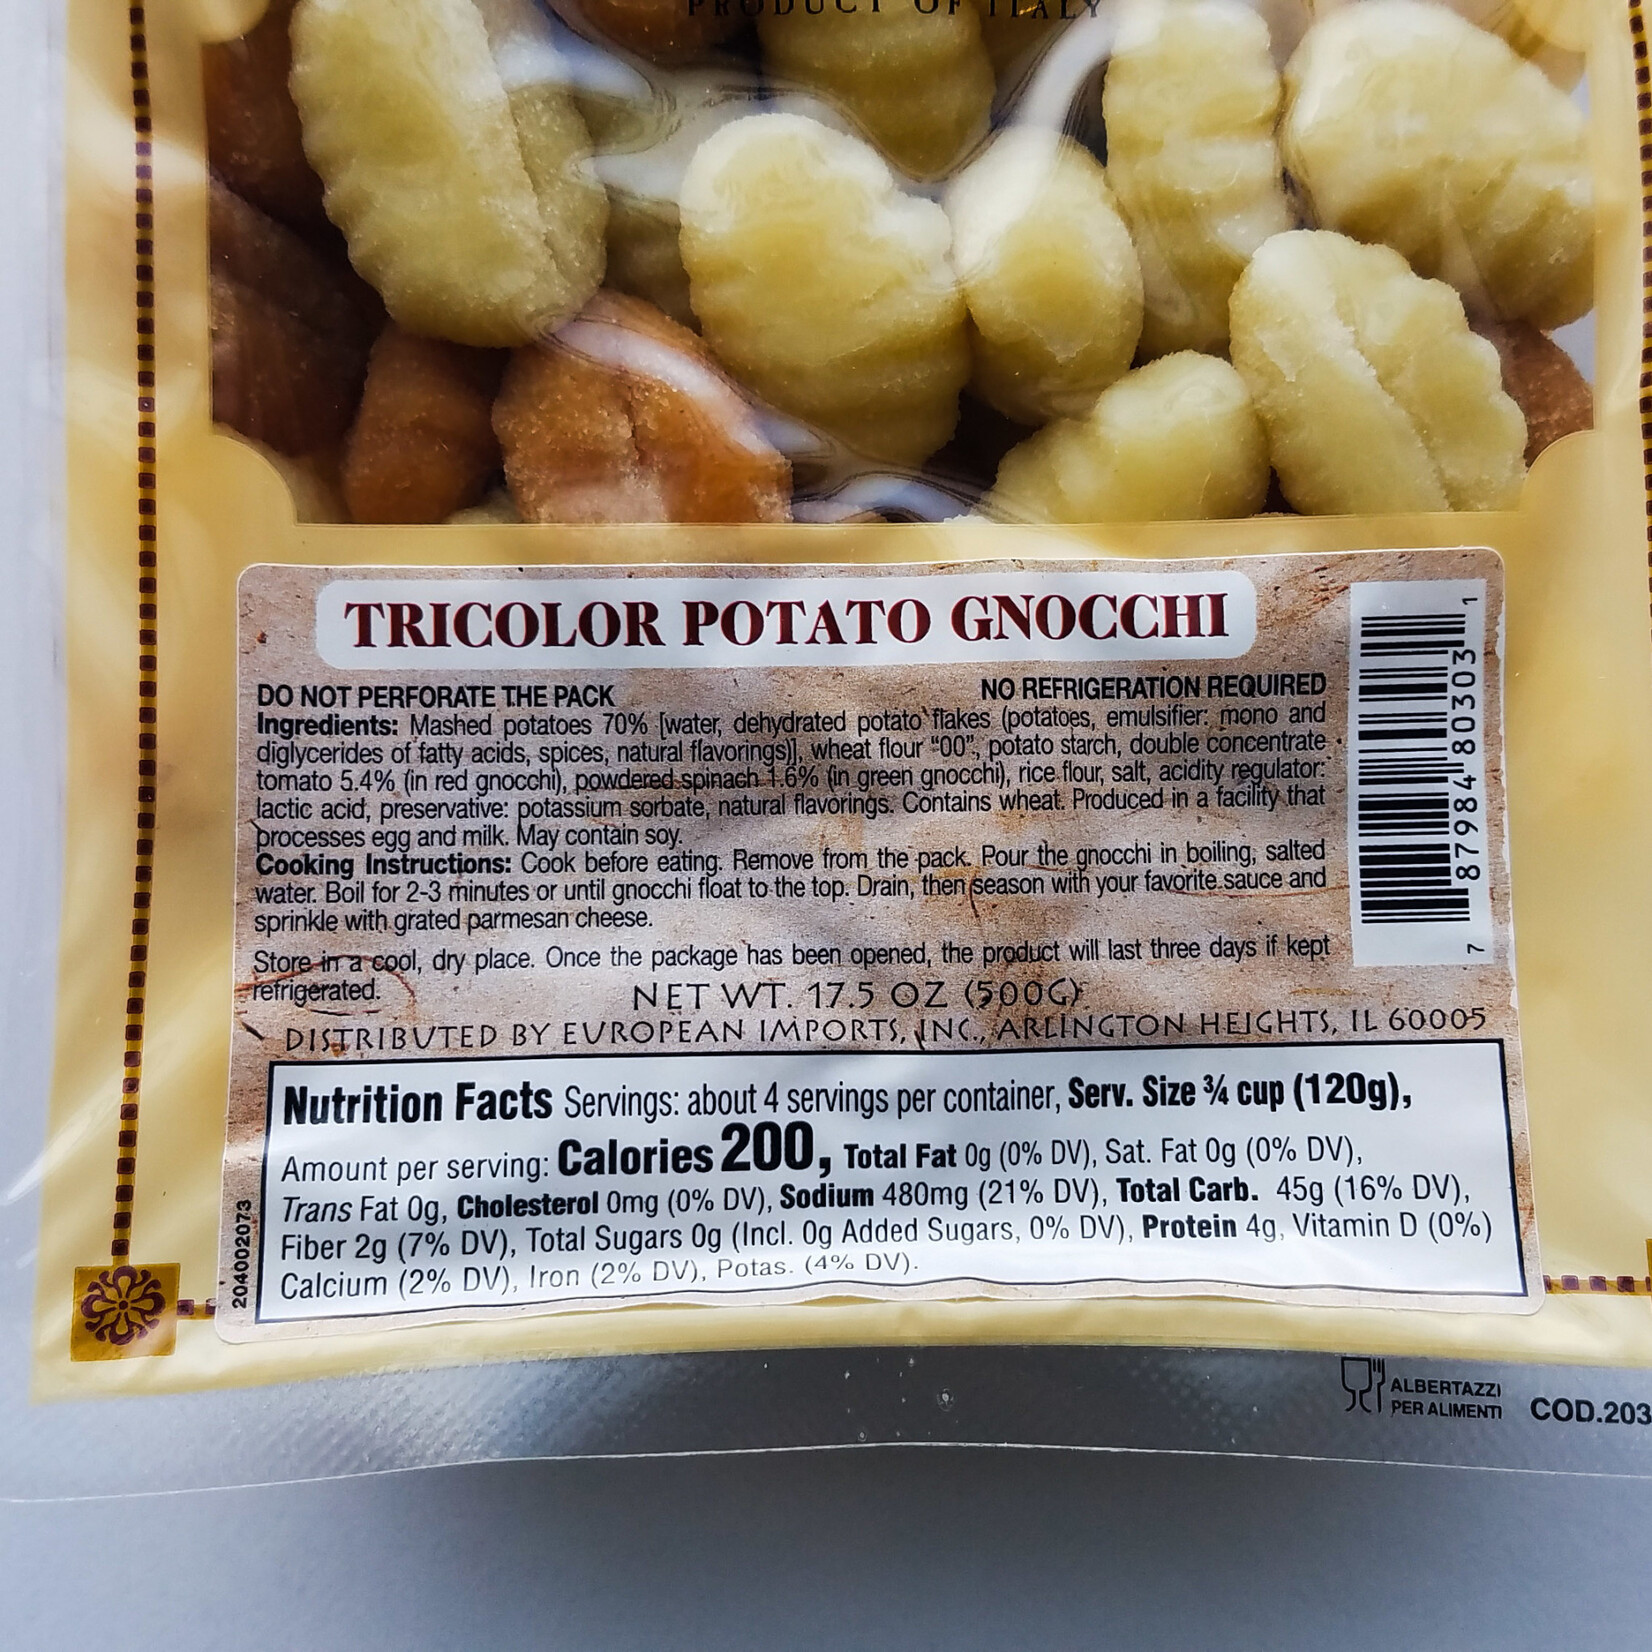 PRODUCT OF ITALY
TRICOLOR POTATO GNOCCHI
DO NOT PERFORATE THE PACK NO REFRIGERATION REQUIRED
Ingredients: Mashed potatoes 70% [water, dehydrated potato flakes (potatoes, emulsifier: mono and
diglycerides of fatty acids, spices, natural flavorings)], wheat flour “00”, potato starch, double concentrate
tomato 5.4% (in red gnocchi), powdered spinach 1.6% (in green gnocchi), rice flour, salt, acidity regulator:
lactic acid, preservative: potassium sorbate, natural flavorings. Contains wheat. Produced in a facility that
processes egg and milk. May contain soy.
Cooking Instructions: Cook before eating. Remove from the pack. Pour the gnocchi in boiling, salted
water. Boil for 2-3 minutes or until gnocchi float to the top. Drain, then season with your favorite sauce and
sprinkle with grated parmesan cheese.
Store in a cool, dry place. Once the package has been opened, the product will last three days if kept
refrigerated.
NET WT. 17.5 OZ (500G)
DISTRIBUTED BY EUROPEAN IMPORTS, INC., ARLINGTON HEIGHTS, IL 60005
7 87984 80303 1
Nutrition Facts Servings: about 4 servings per container, Serv. Size ¾ cup (120g),
Amount per serving: Calories 200, Total Fat 0g (0% DV), Sat. Fat 0g (0% DV),
Trans Fat 0g, Cholesterol 0mg (0% DV), Sodium 480mg (21% DV), Total Carb. 45g (16% DV),
Fiber 2g (7% DV), Total Sugars 0g (Incl. 0g Added Sugars, 0% DV), Protein 4g, Vitamin D (0%)
Calcium (2% DV), Iron (2% DV), Potas. (4% DV).
204002073
ALBERTAZZI
PER ALIMENTI
COD.203